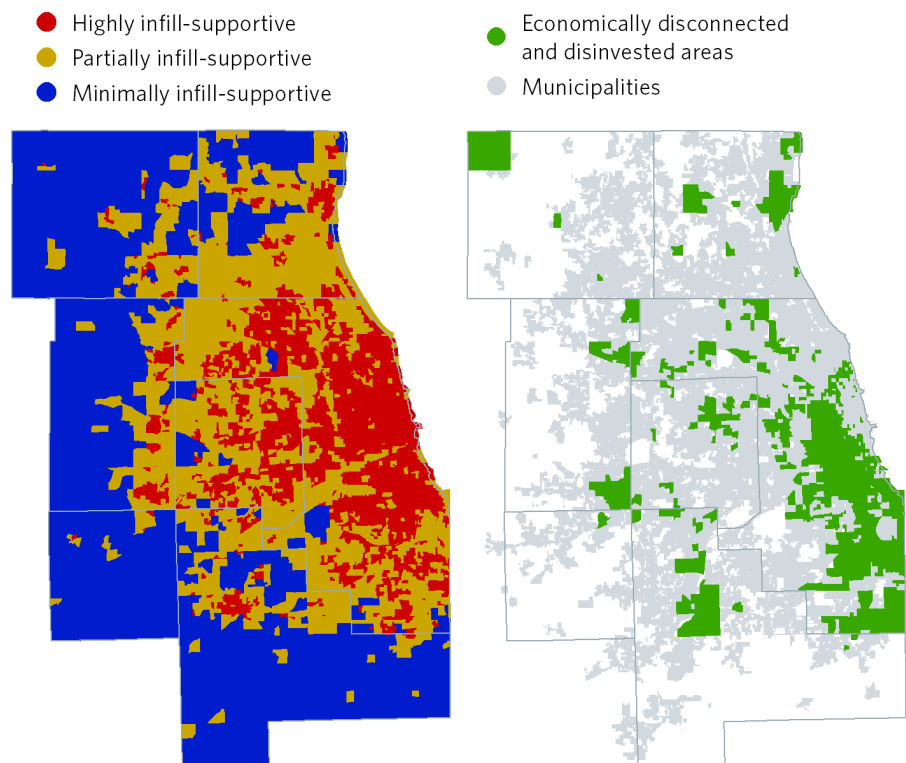 Highly infill-supportive
Partially infill-supportive
Minimally infill-supportive
Economically disconnected
and disinvested areas
Municipalities